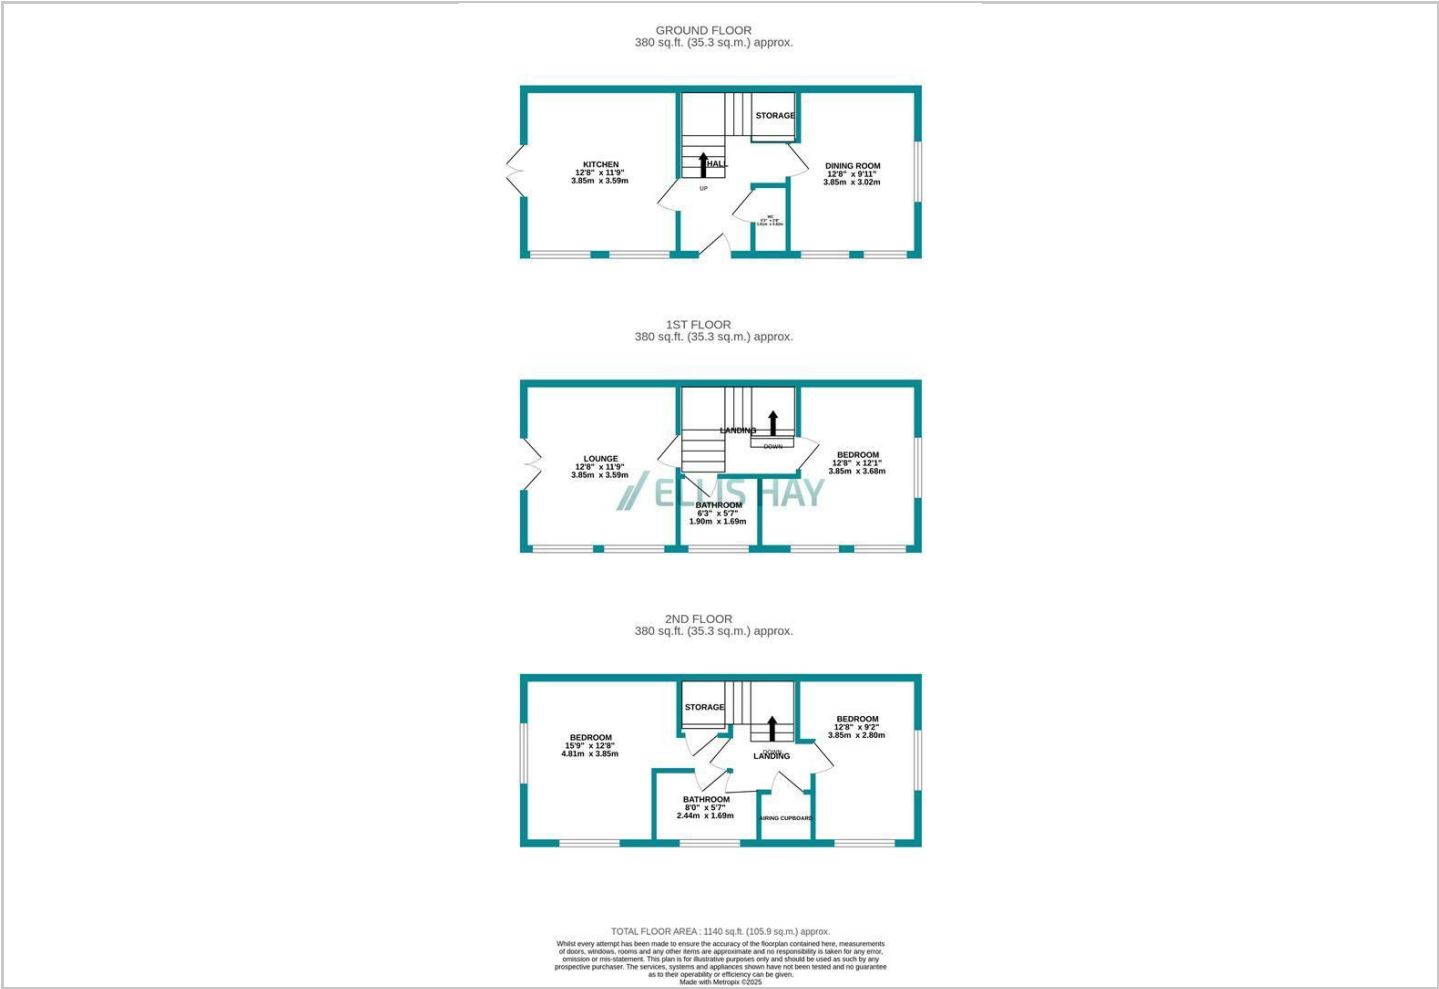 GROUND FLOOR
380 sq.ft. (35.3 sq.m.) approx.
STORAGE
KITCHEN
12'8" x 11'9"
3.85m x 3.59m
HALL
UP
DINING ROOM
12'8" x 9'11"
3.85m x 3.02m
WC
1ST FLOOR
380 sq.ft. (35.3 sq.m.) approx.
LANDING
DOWN
LOUNGE
12'8" x 11'9"
3.85m x 3.59m
BEDROOM
12'8" x 12'1"
3.85m x 3.68m
ELLIS HAY
BATHROOM
6'3" x 5'7"
1.90m x 1.69m
2ND FLOOR
380 sq.ft. (35.3 sq.m.) approx.
STORAGE
BEDROOM
12'8" x 9'2"
3.85m x 2.80m
BEDROOM
15'9" x 12'8"
4.81m x 3.85m
DOWN
LANDING
BATHROOM
8'0" x 5'7"
2.44m x 1.69m
AIRING CUPBOARD
TOTAL FLOOR AREA : 1140 sq.ft. (105.9 sq.m.) approx.
Whilst every attempt has been made to ensure the accuracy of the floorplan contained here, measurements
of doors, windows, rooms and any other items are approximate and no responsibility is taken for any error,
omission or mis-statement. This plan is for illustrative purposes only and should be used as such by any
prospective purchaser. The services, systems and appliances shown have not been tested and no guarantee
as to their operability or efficiency can be given.
Made with Metropix ©2025